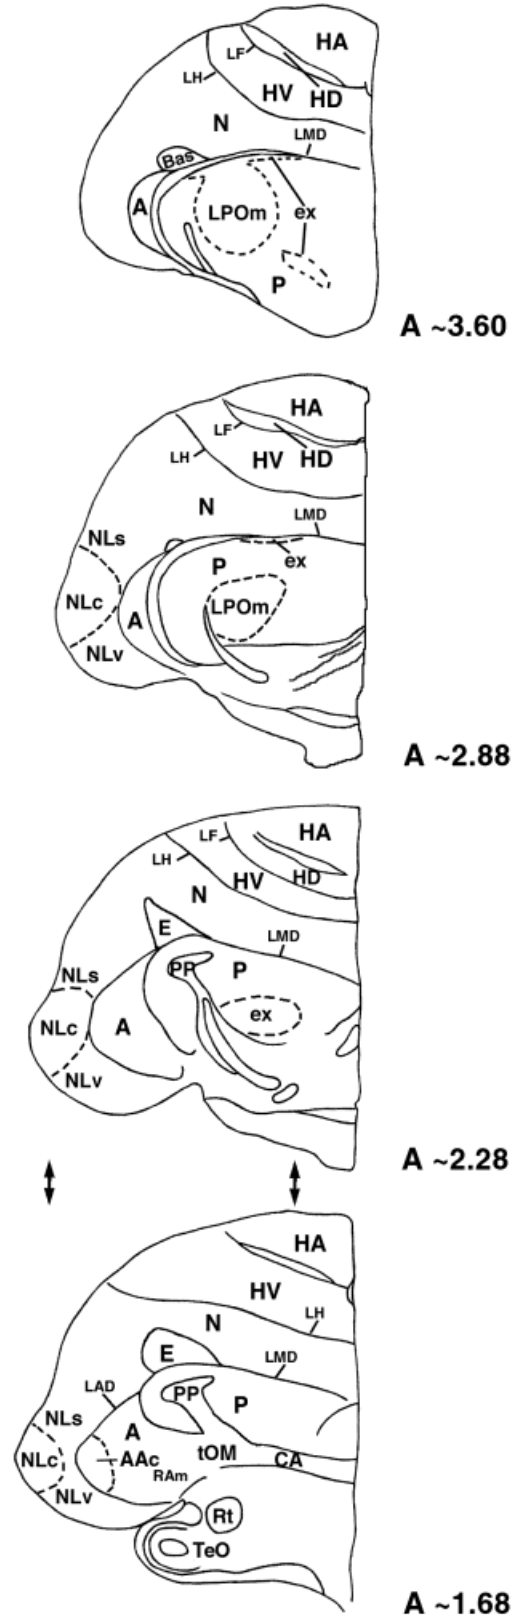 HA
LF
LH
HV HD
N
LMD
Bas
A
LPOm
ex
P
A ~3.60
HA
LF
LH
HV HD
N
LMD
NLs
P
ex
NLc
LPOm
A
NLv
A ~2.88
HA
LF
LH
HV
HD
N
E
LMD
NLs
PP
P
ex
NLc
A
NLv
A ~2.28
HA
HV
LH
N
E
LMD
LAD
PP
P
NLs
A
AAc
tOM
CA
NLc
RAm
NLv
Rt
TeO
A ~1.68